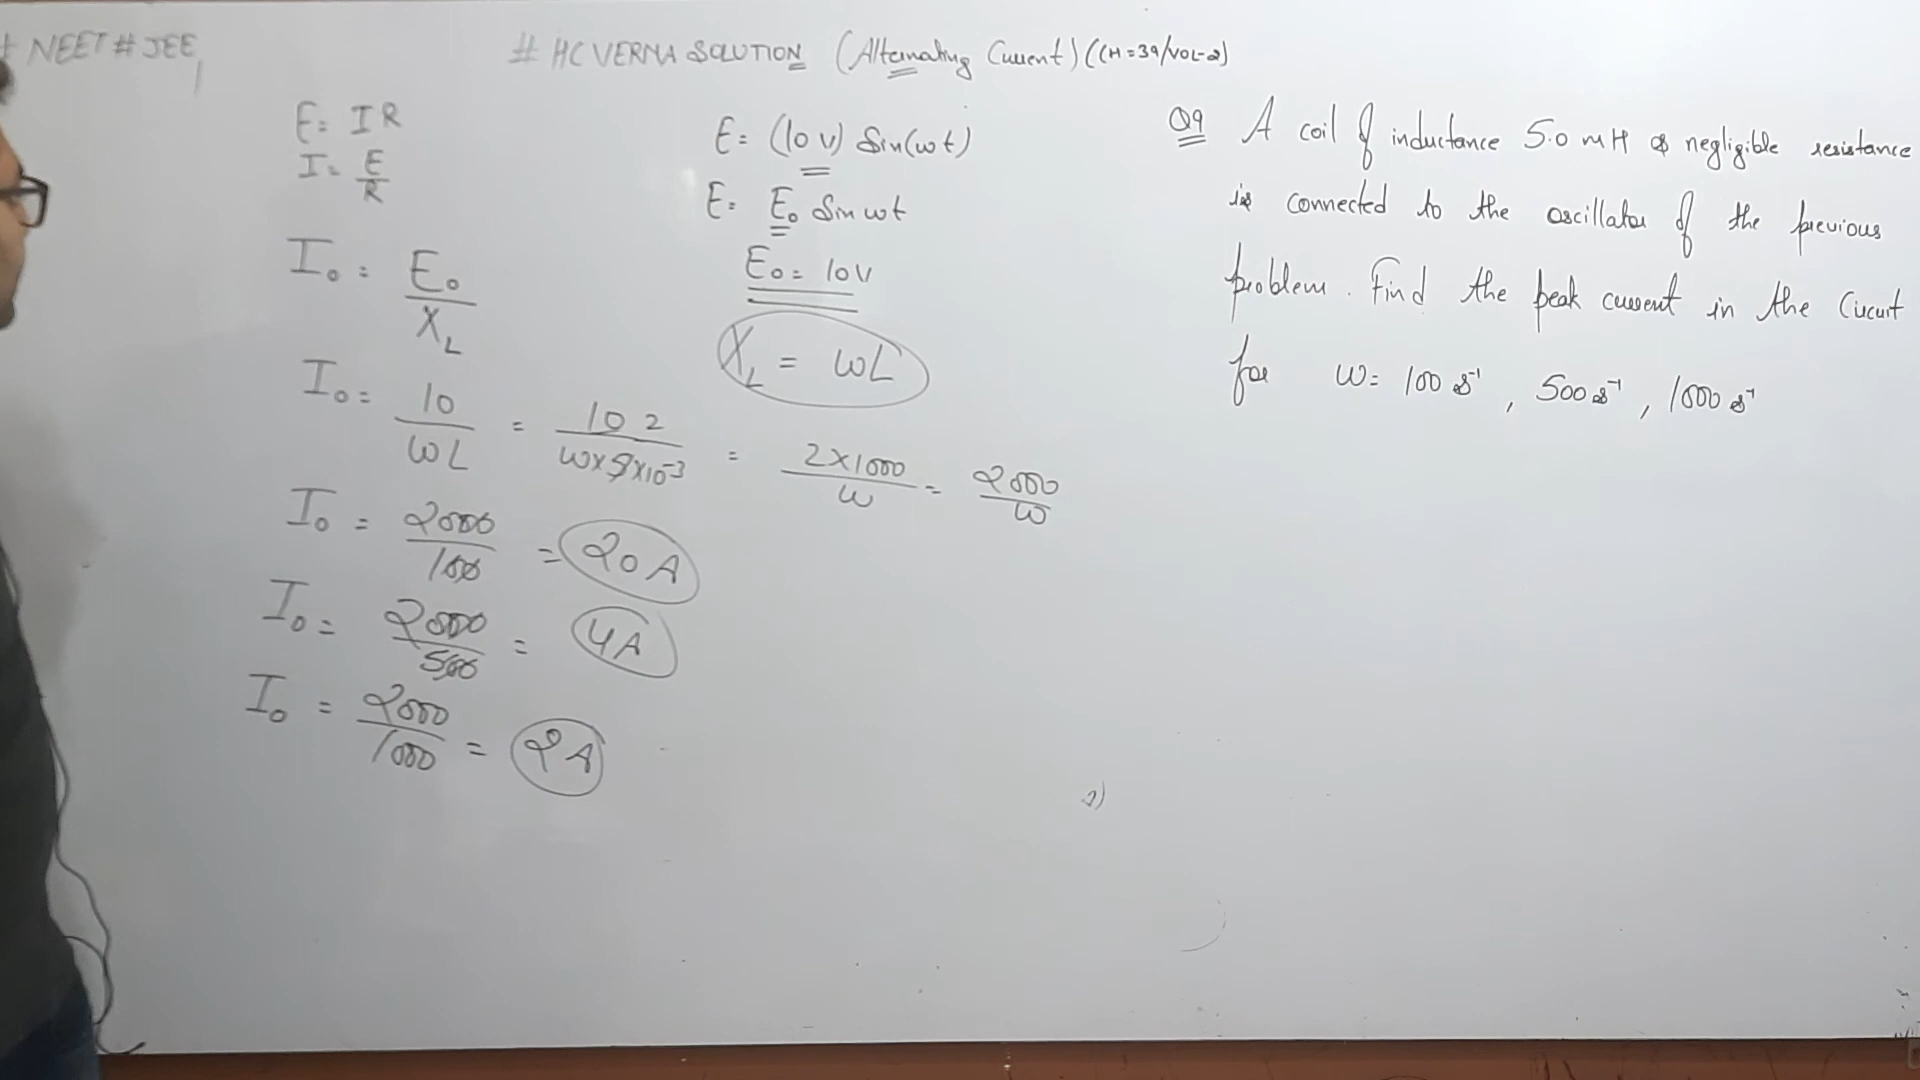 # NEET # JEE
# HC VERMA SOLUTION (Alternating Current) (CH=39/VOL-2)
E = IR
I = E/R
I₀ = E₀/X_L
I₀ = 10/ωL = 10 2/ω×5×10⁻³ = 2×1000/ω = 2000/ω
I₀ = 2000/100 = 20A
I₀ = 2000/500 = 4A
I₀ = 2000/1000 = 2A
E = (10 V) Sin(ωt)
E = E₀ Sin ωt
E₀ = 10V
X_L = ωL
Q9 A coil of inductance 5.0 mH & negligible resistance
is connected to the oscillator of the previous
problem. Find the peak current in the Circuit
for ω = 100 s⁻¹, 500 s⁻¹, 1000 s⁻¹